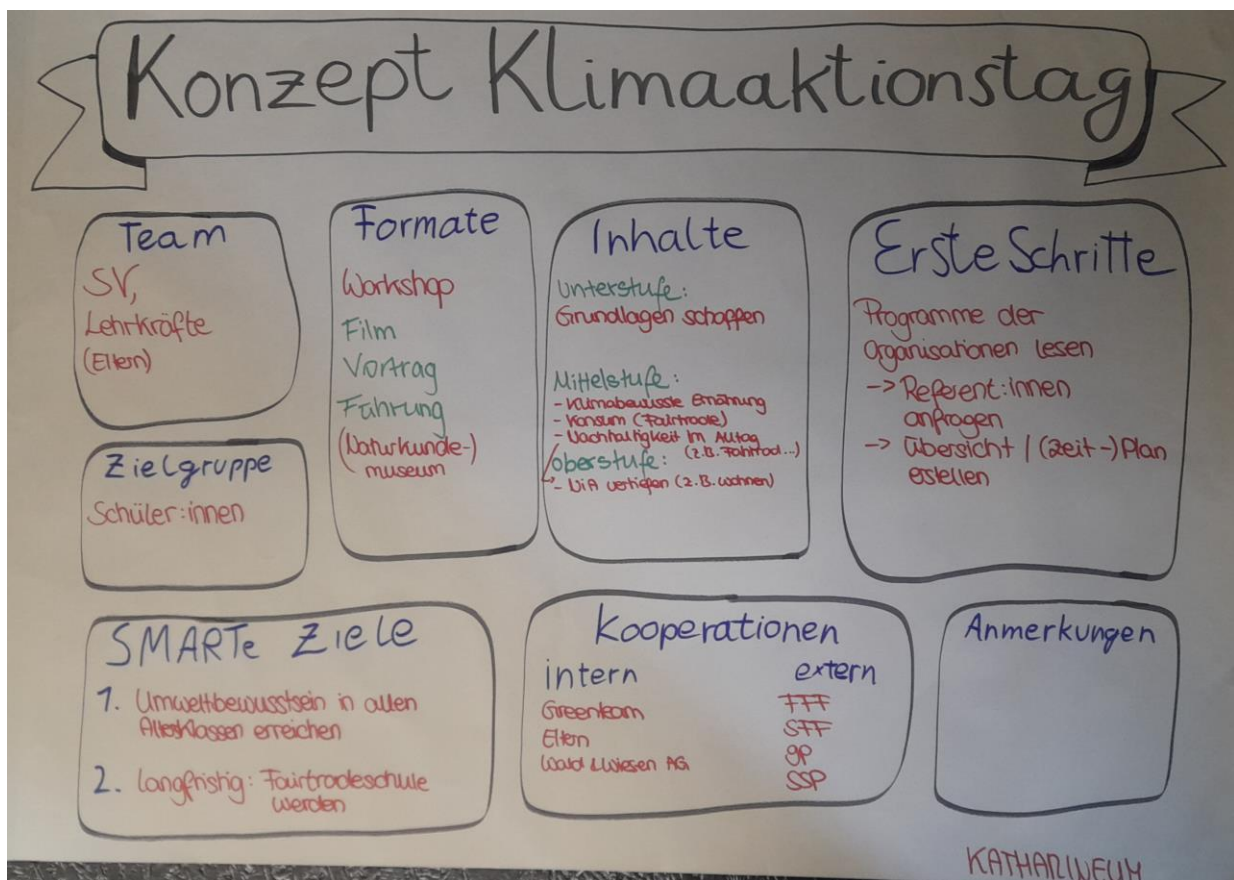 Konzept Klimaaktionstag
Team
SV,
Lehrkräfte
(Eltern)
Zielgruppe
Schüler:innen
Formate
Workshop
Film
Vortrag
Führung
(Naturkunde-)
museum
Inhalte
Unterstufe:
Grundlagen schaffen
Mittelstufe:
- Klimabewusste Ernährung
- Konsum (Fairtrade)
- Nachhaltigkeit im Alltag
(z.B. Fahrrad...)
Oberstufe:
- NiA vertiefen (z.B. wohnen)
Erste Schritte
Programme der
Organisationen lesen
-> Referent:innen
anfragen
-> Übersicht / (Zeit-)Plan
erstellen
SMARTe Ziele
1. Umweltbewusstsein in allen
Altersklassen erreichen
2. Langfristig: Fairtradeschule
werden
Kooperationen
intern
Greenteam
Eltern
Wald & Wiesen AG
extern
FFF
SFF
GP
SSP
Anmerkungen
KATHARINEUM